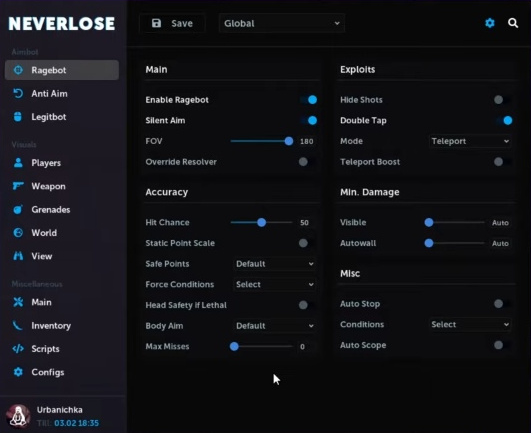 NEVERLOSE
Save
Global
Aimbot
Ragebot
Anti Aim
Legitbot
Visuals
Players
Weapon
Grenades
World
View
Miscellaneous
Main
Inventory
Scripts
Configs
Urbanichka
Till: 03.02 18:35
Main
Enable Ragebot
Silent Aim
FOV 180
Override Resolver
Accuracy
Hit Chance 50
Static Point Scale
Safe Points Default
Force Conditions Select
Head Safety if Lethal
Body Aim Default
Max Misses 0
Exploits
Hide Shots
Double Tap
Mode Teleport
Teleport Boost
Min. Damage
Visible Auto
Autowall Auto
Misc
Auto Stop
Conditions Select
Auto Scope